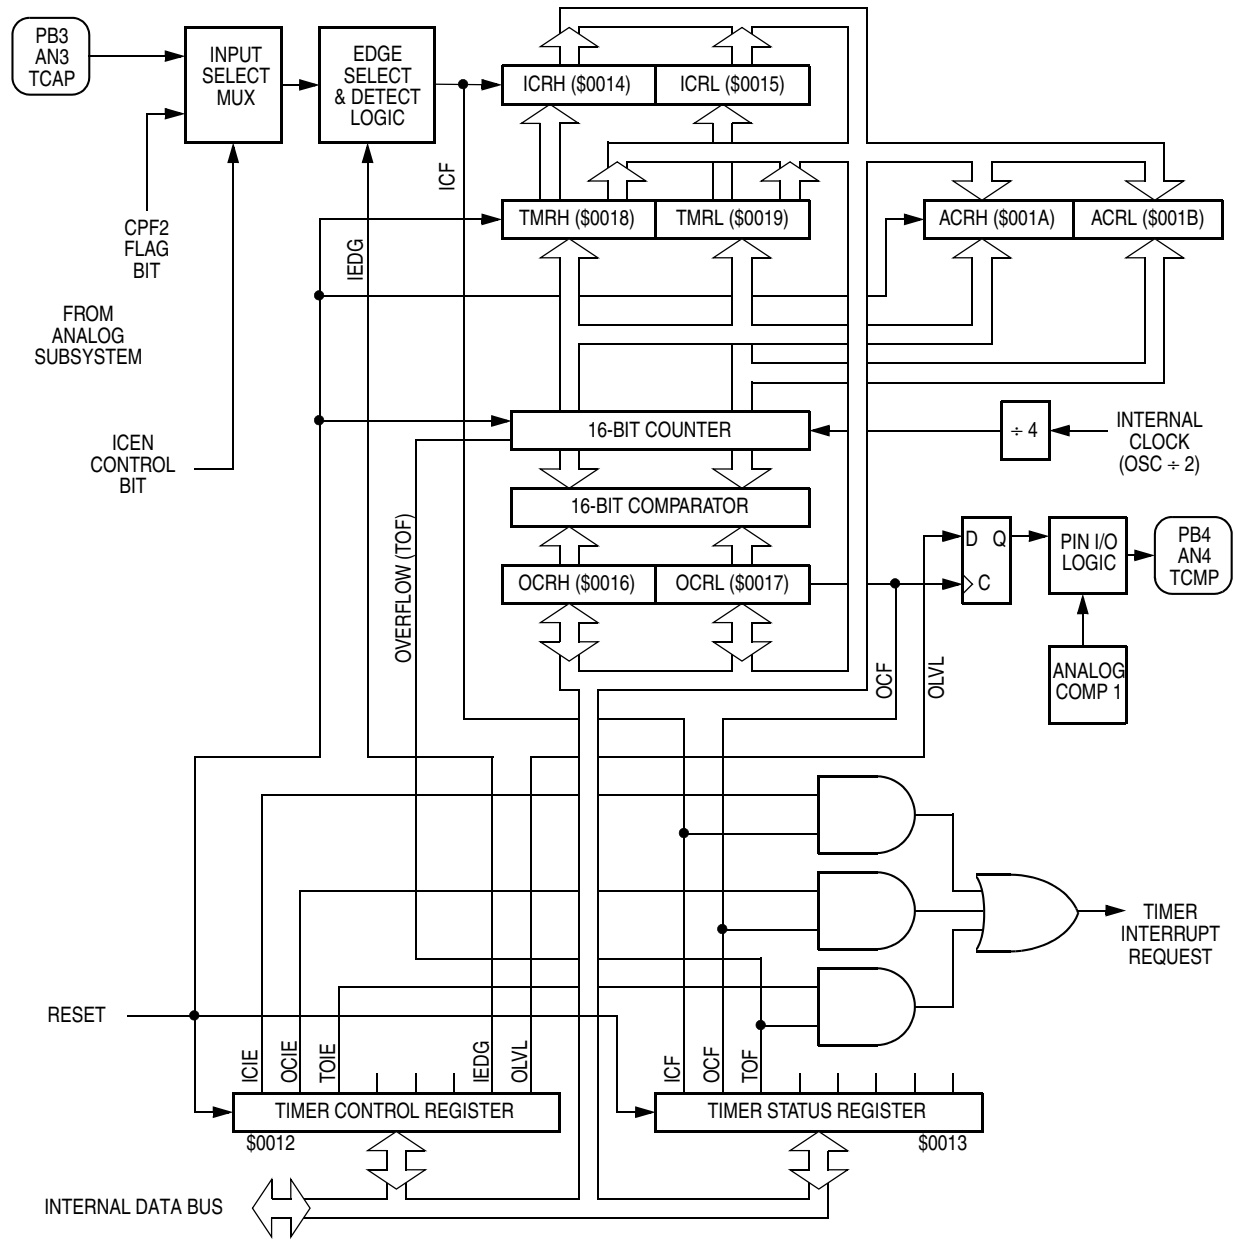 PB3
AN3
TCAP
INPUT
SELECT
MUX
EDGE
SELECT
& DETECT
LOGIC
ICRH ($0014)
ICRL ($0015)
ICF
TMRH ($0018)
TMRL ($0019)
ACRH ($001A)
ACRL ($001B)
CPF2
FLAG
BIT
IEDG
FROM
ANALOG
SUBSYSTEM
ICEN
CONTROL
BIT
16-BIT COUNTER
÷ 4
INTERNAL
CLOCK
(OSC ÷ 2)
16-BIT COMPARATOR
OVERFLOW (TOF)
D Q
C
PIN I/O
LOGIC
PB4
AN4
TCMP
OCRH ($0016)
OCRL ($0017)
OCF
OLVL
ANALOG
COMP 1
TIMER
INTERRUPT
REQUEST
RESET
ICIE
OCIE
TOIE
IEDG
OLVL
ICF
OCF
TOF
TIMER CONTROL REGISTER
$0012
TIMER STATUS REGISTER
$0013
INTERNAL DATA BUS